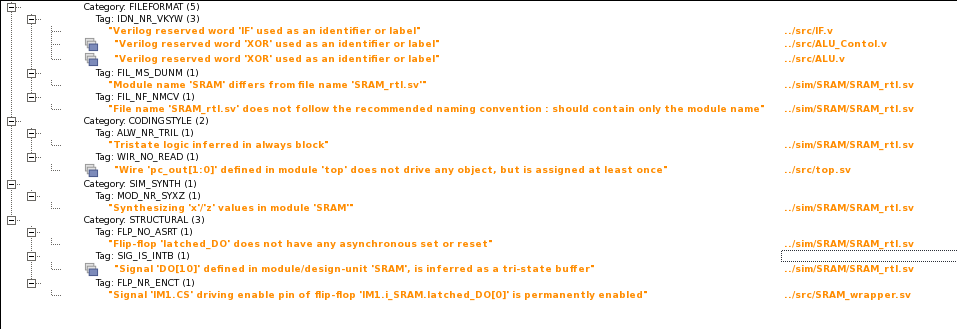 Category: FILEFORMAT (5)
Tag: IDN_NR_VKYW (3)
"Verilog reserved word 'IF' used as an identifier or label" ../src/IF.v
"Verilog reserved word 'XOR' used as an identifier or label" ../src/ALU_Contol.v
"Verilog reserved word 'XOR' used as an identifier or label" ../src/ALU.v
Tag: FIL_MS_DUNM (1)
"Module name 'SRAM' differs from file name 'SRAM_rtl.sv'" ../sim/SRAM/SRAM_rtl.sv
Tag: FIL_NF_NMCV (1)
"File name 'SRAM_rtl.sv' does not follow the recommended naming convention : should contain only the module name" ../sim/SRAM/SRAM_rtl.sv
Category: CODINGSTYLE (2)
Tag: ALW_NR_TRIL (1)
"Tristate logic inferred in always block" ../sim/SRAM/SRAM_rtl.sv
Tag: WIR_NO_READ (1)
"Wire 'pc_out[1:0]' defined in module 'top' does not drive any object, but is assigned at least once" ../src/top.sv
Category: SIM_SYNTH (1)
Tag: MOD_NR_SYXZ (1)
"Synthesizing 'x'/'z' values in module 'SRAM'" ../sim/SRAM/SRAM_rtl.sv
Category: STRUCTURAL (3)
Tag: FLP_NO_ASRT (1)
"Flip-flop 'latched_DO' does not have any asynchronous set or reset" ../sim/SRAM/SRAM_rtl.sv
Tag: SIG_IS_INTB (1)
"Signal 'DO[10]' defined in module/design-unit 'SRAM', is inferred as a tri-state buffer" ../sim/SRAM/SRAM_rtl.sv
Tag: FLP_NR_ENCT (1)
"Signal 'IM1.CS' driving enable pin of flip-flop 'IM1.i_SRAM.latched_DO[0]' is permanently enabled" ../src/SRAM_wrapper.sv